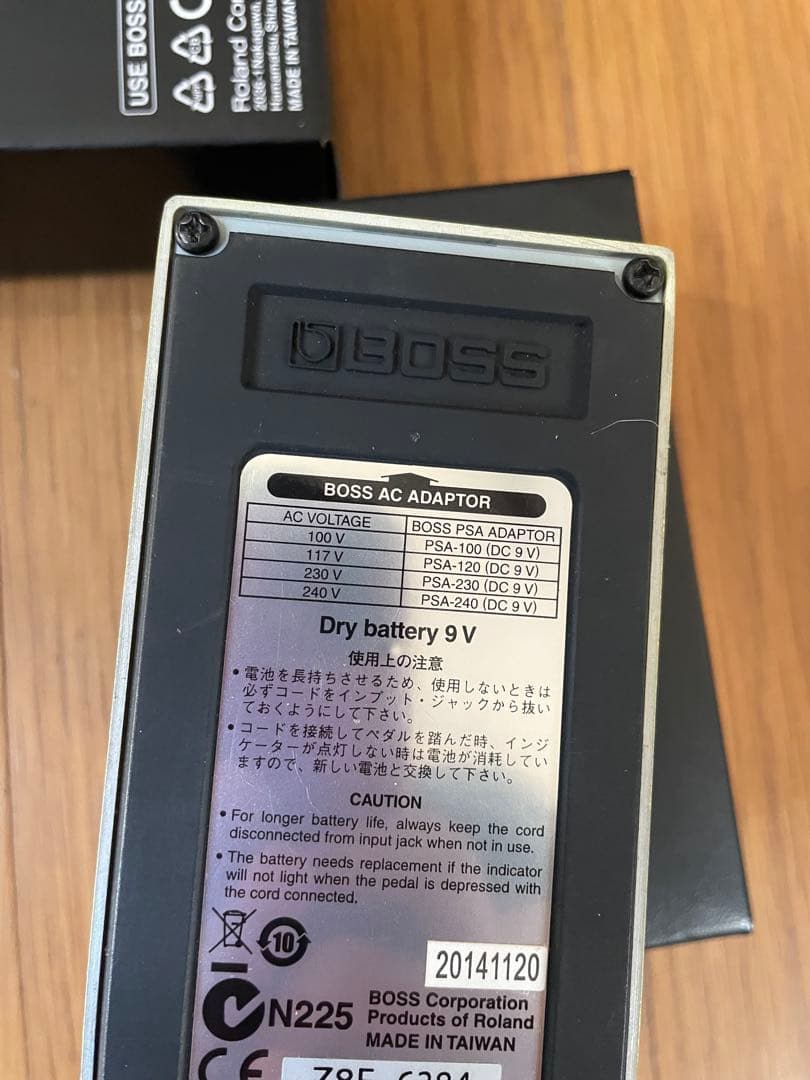 USE BOSS
Roland Cor
2036-1 Nakagawa,
Hamamatsu, Shizu
MADE IN TAIWAN
BOSS
BOSS AC ADAPTOR
AC VOLTAGE BOSS PSA ADAPTOR
100 V PSA-100 (DC 9 V)
117 V PSA-120 (DC 9 V)
230 V PSA-230 (DC 9 V)
240 V PSA-240 (DC 9 V)
Dry battery 9 V
使用上の注意
• 電池を長持ちさせるため、使用しないときは
必ずコードをインプット・ジャックから抜い
ておくようにして下さい。
• コードを接続してペダルを踏んだ時、インジ
ケーターが点灯しない時は電池が消耗してい
ますので、新しい電池と交換して下さい。
CAUTION
• For longer battery life, always keep the cord
disconnected from input jack when not in use.
• The battery needs replacement if the indicator
will not light when the pedal is depressed with
the cord connected.
10
20141120
N225
BOSS Corporation
Products of Roland
MADE IN TAIWAN
CE